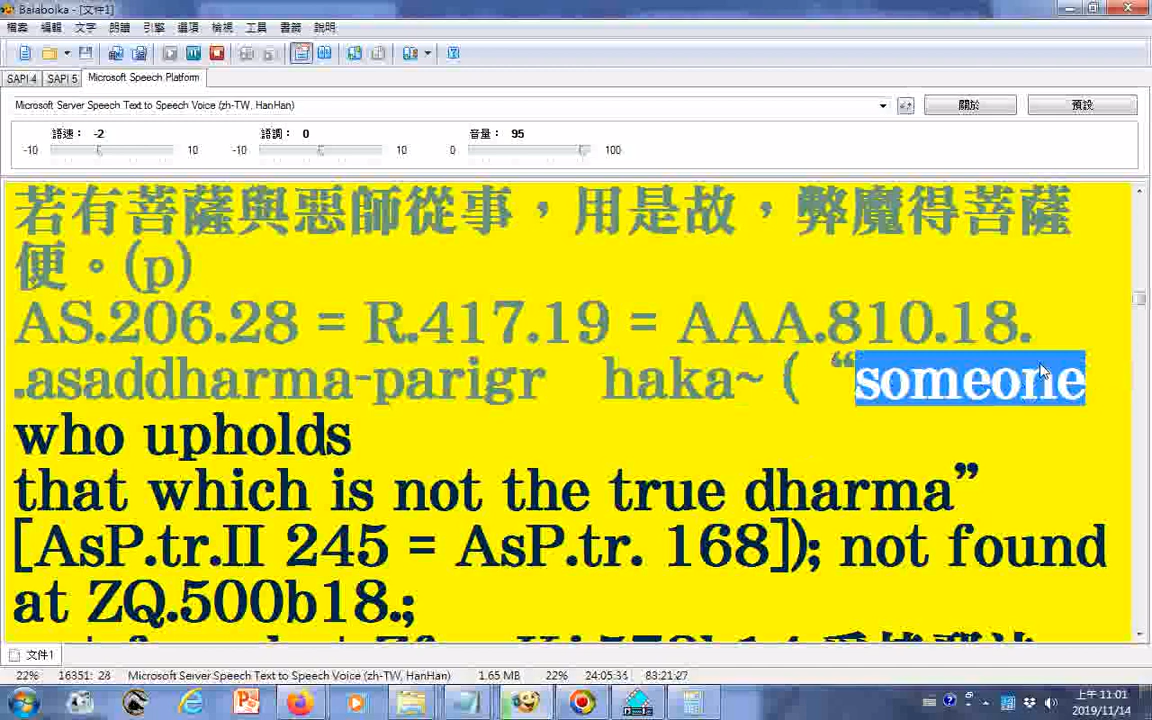 Balabolka - [文件1]
檔案 編輯 文字 朗讀 引擎 選項 檢視 工具 書籤 說明
SAPI 4 SAPI 5 Microsoft Speech Platform
Microsoft Server Speech Text to Speech Voice (zh-TW, HanHan) 關於 預設
語速： -2 語調： 0 音量： 95
-10 10 -10 10 0 100
若有菩薩與惡師從事，用是故，弊魔得菩薩
便。(p)
AS.206.28 = R.417.19 = AAA.810.18.
.asaddharma-parigr haka~ ( “someone
who upholds
that which is not the true dharma”
[AsP.tr.II 245 = AsP.tr. 168]); not found
at ZQ.500b18.;
文件1
22% 16351: 28 Microsoft Server Speech Text to Speech Voice (zh-TW, HanHan) 1.65 MB 22% 24:05:34 83:21:27
上午 11:01
2019/11/14